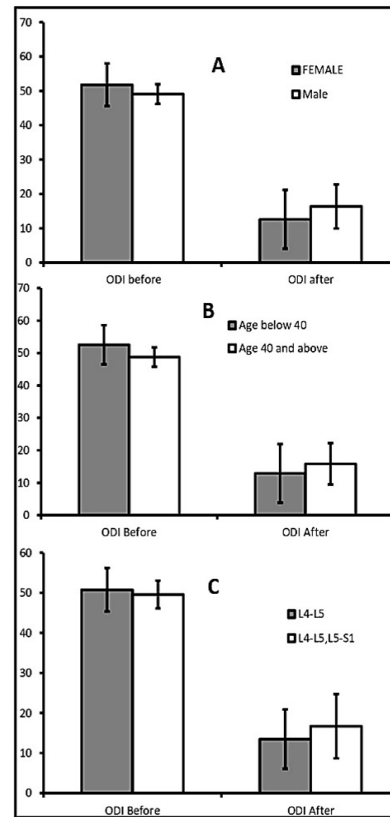 70
A
60
FEMALE
50
Male
40
30
20
10
0
ODI before ODI after
70
B
60
Age below 40
50
Age 40 and above
40
30
20
10
0
ODI Before ODI After
60
C
50
L4-L5
40
L4-L5,L5-S1
30
20
10
0
ODI Before ODI After